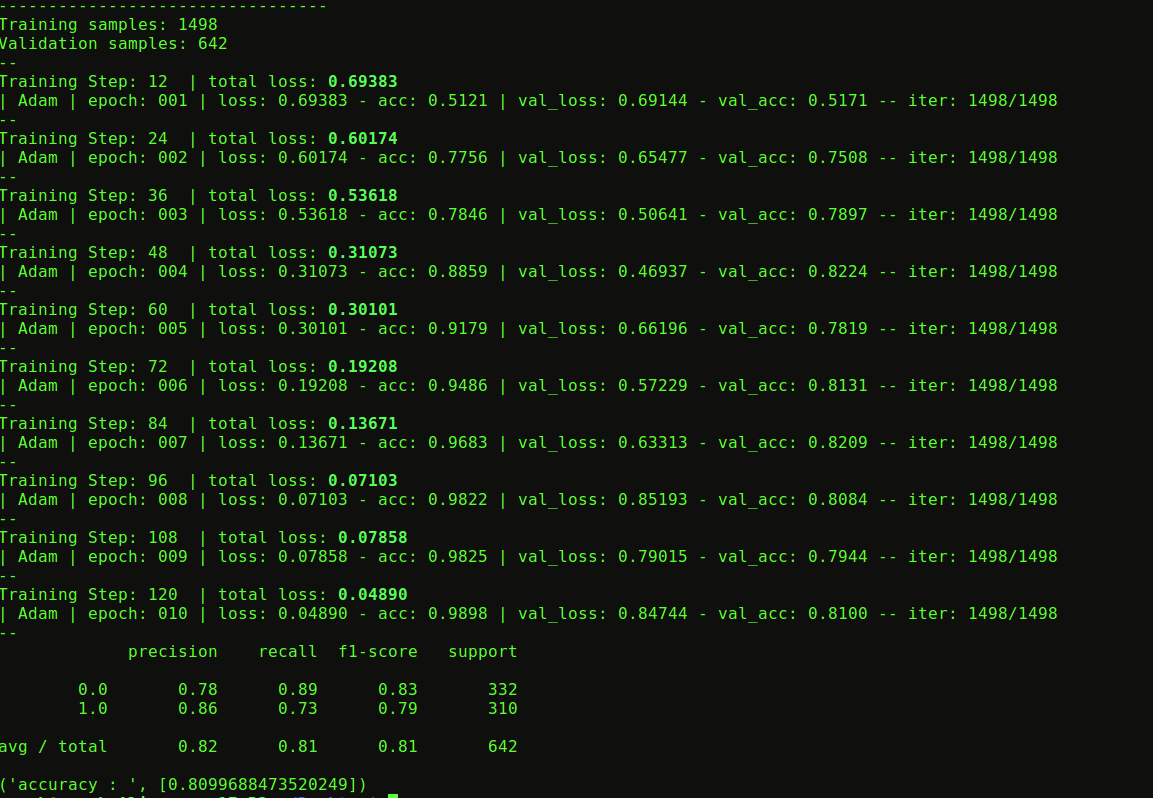 ---------------------------------
Training samples: 1498
Validation samples: 642
--
Training Step: 12  | total loss: 0.69383
| Adam | epoch: 001 | loss: 0.69383 - acc: 0.5121 | val_loss: 0.69144 - val_acc: 0.5171 -- iter: 1498/1498
--
Training Step: 24  | total loss: 0.60174
| Adam | epoch: 002 | loss: 0.60174 - acc: 0.7756 | val_loss: 0.65477 - val_acc: 0.7508 -- iter: 1498/1498
--
Training Step: 36  | total loss: 0.53618
| Adam | epoch: 003 | loss: 0.53618 - acc: 0.7846 | val_loss: 0.50641 - val_acc: 0.7897 -- iter: 1498/1498
--
Training Step: 48  | total loss: 0.31073
| Adam | epoch: 004 | loss: 0.31073 - acc: 0.8859 | val_loss: 0.46937 - val_acc: 0.8224 -- iter: 1498/1498
--
Training Step: 60  | total loss: 0.30101
| Adam | epoch: 005 | loss: 0.30101 - acc: 0.9179 | val_loss: 0.66196 - val_acc: 0.7819 -- iter: 1498/1498
--
Training Step: 72  | total loss: 0.19208
| Adam | epoch: 006 | loss: 0.19208 - acc: 0.9486 | val_loss: 0.57229 - val_acc: 0.8131 -- iter: 1498/1498
--
Training Step: 84  | total loss: 0.13671
| Adam | epoch: 007 | loss: 0.13671 - acc: 0.9683 | val_loss: 0.63313 - val_acc: 0.8209 -- iter: 1498/1498
--
Training Step: 96  | total loss: 0.07103
| Adam | epoch: 008 | loss: 0.07103 - acc: 0.9822 | val_loss: 0.85193 - val_acc: 0.8084 -- iter: 1498/1498
--
Training Step: 108  | total loss: 0.07858
| Adam | epoch: 009 | loss: 0.07858 - acc: 0.9825 | val_loss: 0.79015 - val_acc: 0.7944 -- iter: 1498/1498
--
Training Step: 120  | total loss: 0.04890
| Adam | epoch: 010 | loss: 0.04890 - acc: 0.9898 | val_loss: 0.84744 - val_acc: 0.8100 -- iter: 1498/1498
--
precision    recall  f1-score   support
0.0       0.78      0.89      0.83       332
1.0       0.86      0.73      0.79       310
avg / total       0.82      0.81      0.81       642
('accuracy : ', [0.8099688473520249])